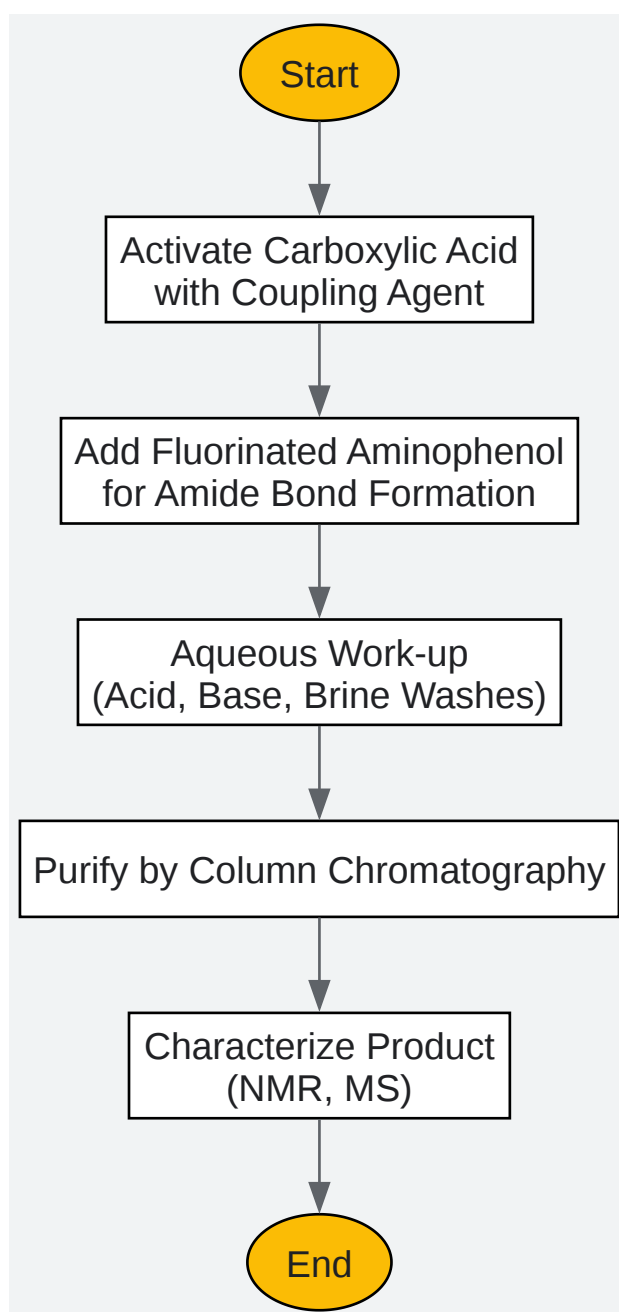 Start
Activate Carboxylic Acid
with Coupling Agent
Add Fluorinated Aminophenol
for Amide Bond Formation
Aqueous Work-up
(Acid, Base, Brine Washes)
Purify by Column Chromatography
Characterize Product
(NMR, MS)
End